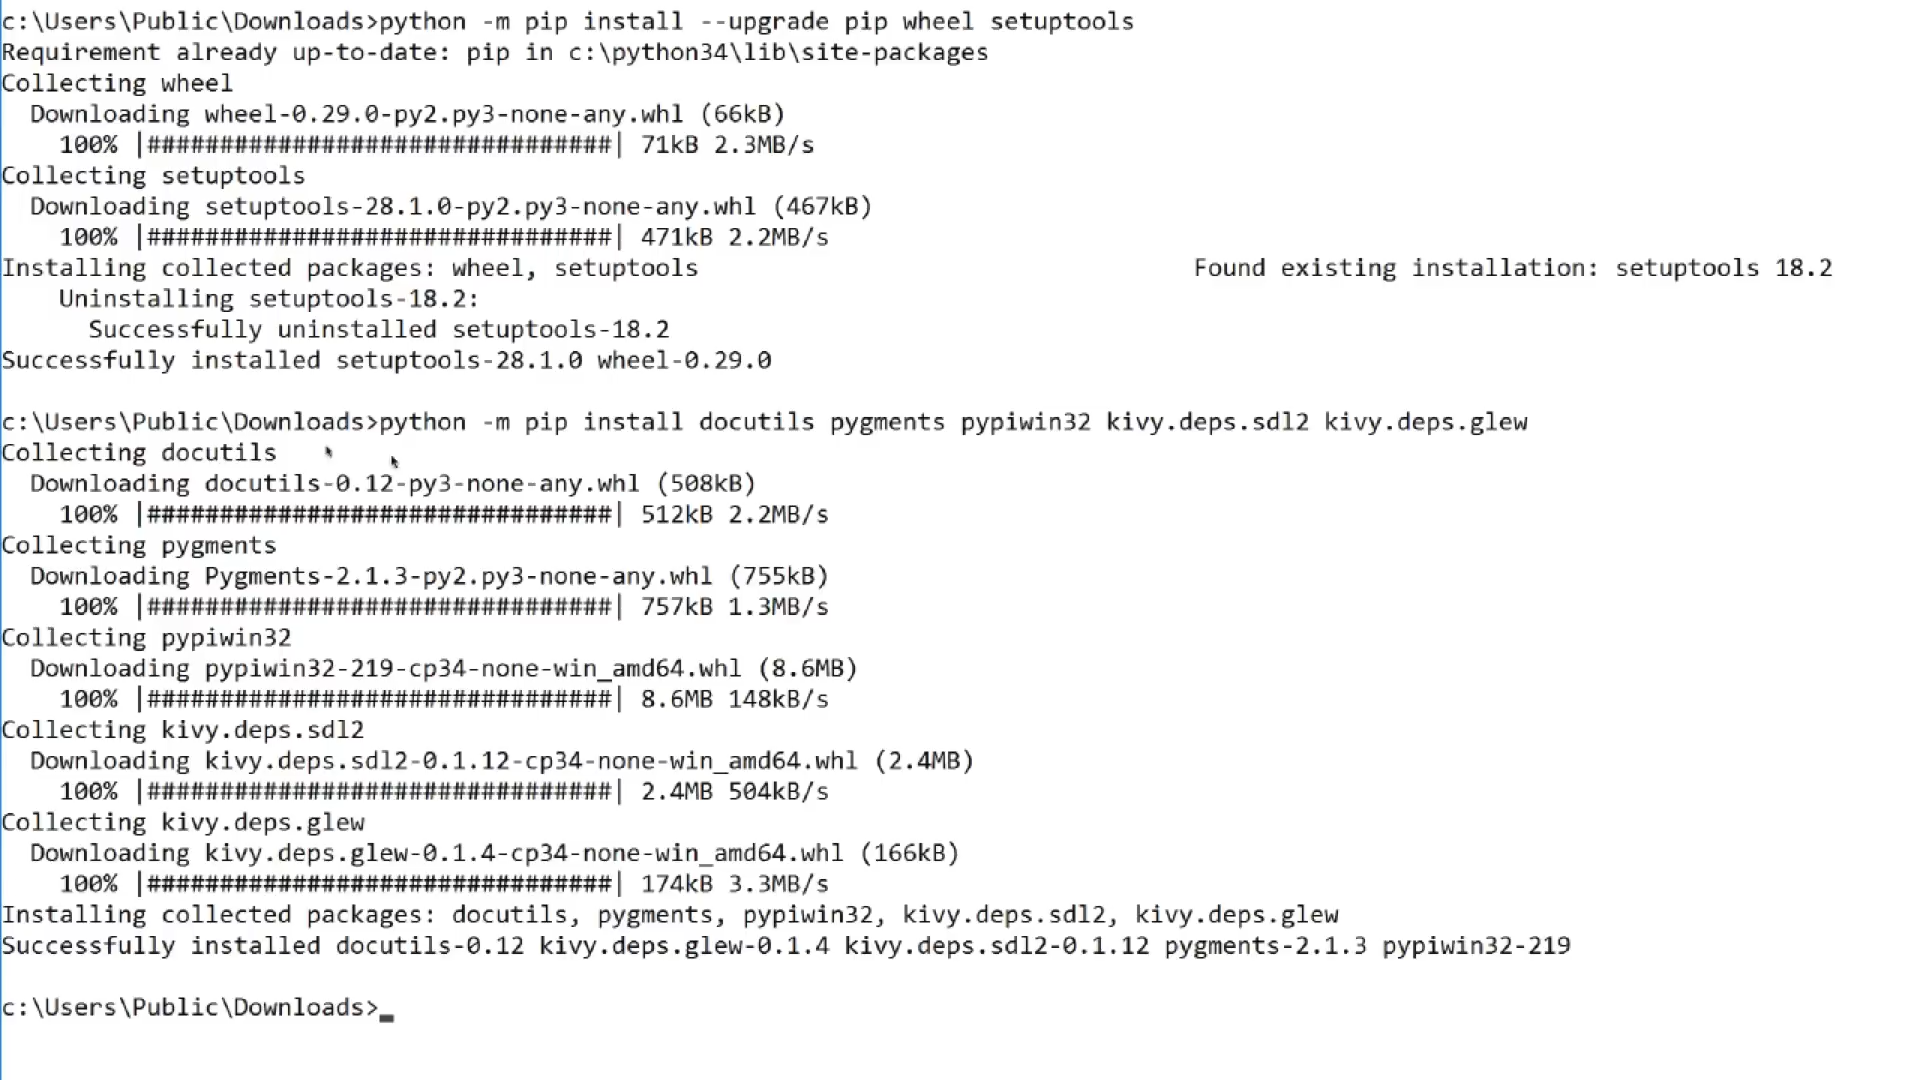 c:\Users\Public\Downloads>python -m pip install --upgrade pip wheel setuptools
Requirement already up-to-date: pip in c:\python34\lib\site-packages
Collecting wheel
  Downloading wheel-0.29.0-py2.py3-none-any.whl (66kB)
    100% |################################| 71kB 2.3MB/s
Collecting setuptools
  Downloading setuptools-28.1.0-py2.py3-none-any.whl (467kB)
    100% |################################| 471kB 2.2MB/s
Installing collected packages: wheel, setuptools                                  Found existing installation: setuptools 18.2
    Uninstalling setuptools-18.2:
      Successfully uninstalled setuptools-18.2
Successfully installed setuptools-28.1.0 wheel-0.29.0

c:\Users\Public\Downloads>python -m pip install docutils pygments pypiwin32 kivy.deps.sdl2 kivy.deps.glew
Collecting docutils
  Downloading docutils-0.12-py3-none-any.whl (508kB)
    100% |################################| 512kB 2.2MB/s
Collecting pygments
  Downloading Pygments-2.1.3-py2.py3-none-any.whl (755kB)
    100% |################################| 757kB 1.3MB/s
Collecting pypiwin32
  Downloading pypiwin32-219-cp34-none-win_amd64.whl (8.6MB)
    100% |################################| 8.6MB 148kB/s
Collecting kivy.deps.sdl2
  Downloading kivy.deps.sdl2-0.1.12-cp34-none-win_amd64.whl (2.4MB)
    100% |################################| 2.4MB 504kB/s
Collecting kivy.deps.glew
  Downloading kivy.deps.glew-0.1.4-cp34-none-win_amd64.whl (166kB)
    100% |################################| 174kB 3.3MB/s
Installing collected packages: docutils, pygments, pypiwin32, kivy.deps.sdl2, kivy.deps.glew
Successfully installed docutils-0.12 kivy.deps.glew-0.1.4 kivy.deps.sdl2-0.1.12 pygments-2.1.3 pypiwin32-219

c:\Users\Public\Downloads>_